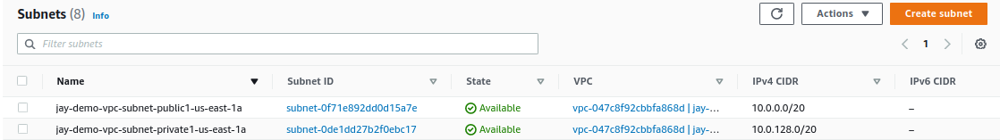 Subnets (8) Info Actions Create subnet
Filter subnets 1
Name Subnet ID State VPC IPv4 CIDR IPv6 CIDR
jay-demo-vpc-subnet-public1-us-east-1a subnet-0f71e892dd0d15a7e Available vpc-047c8f92cbbfa868d | jay-... 10.0.0.0/20 –
jay-demo-vpc-subnet-private1-us-east-1a subnet-0de1dd27b2f0ebc17 Available vpc-047c8f92cbbfa868d | jay-... 10.0.128.0/20 –